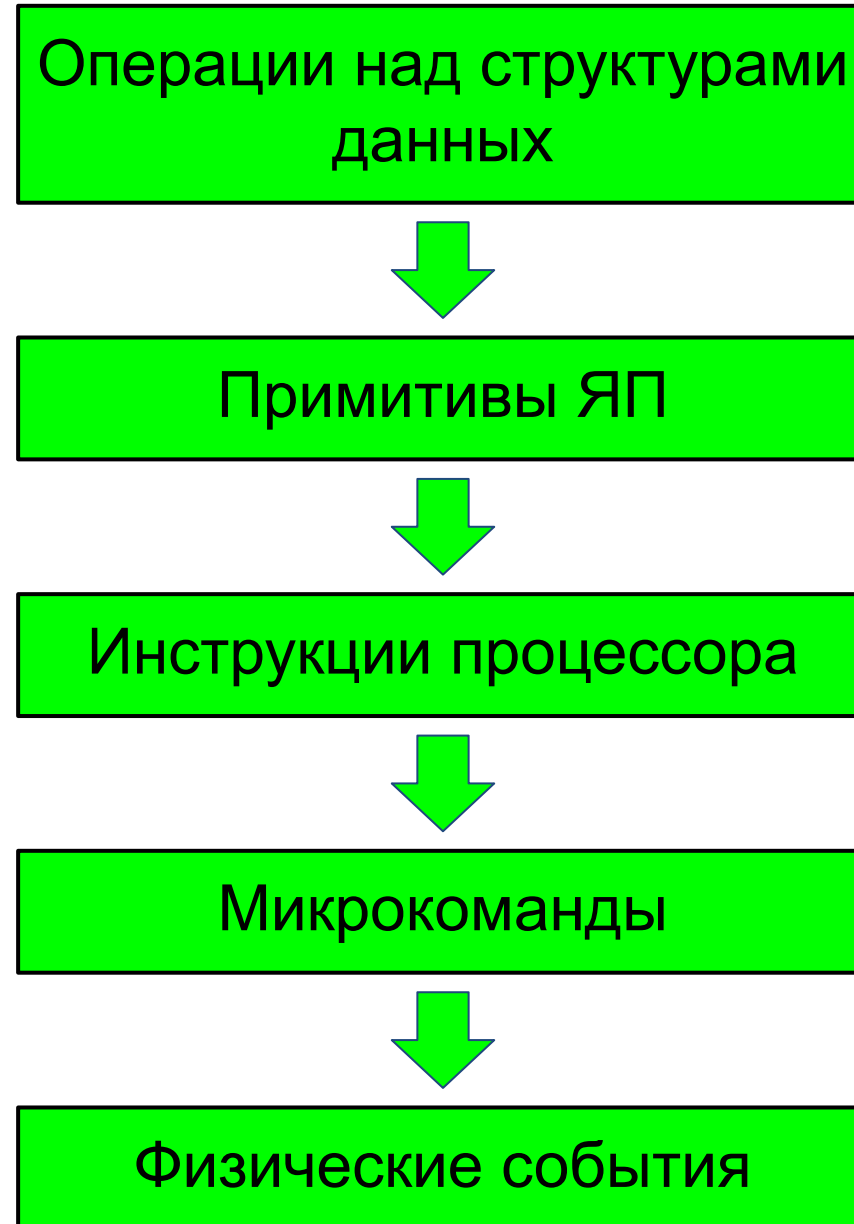 Операции над структурами
данных
Примитивы ЯП
Инструкции процессора
Микрокоманды
Физические события